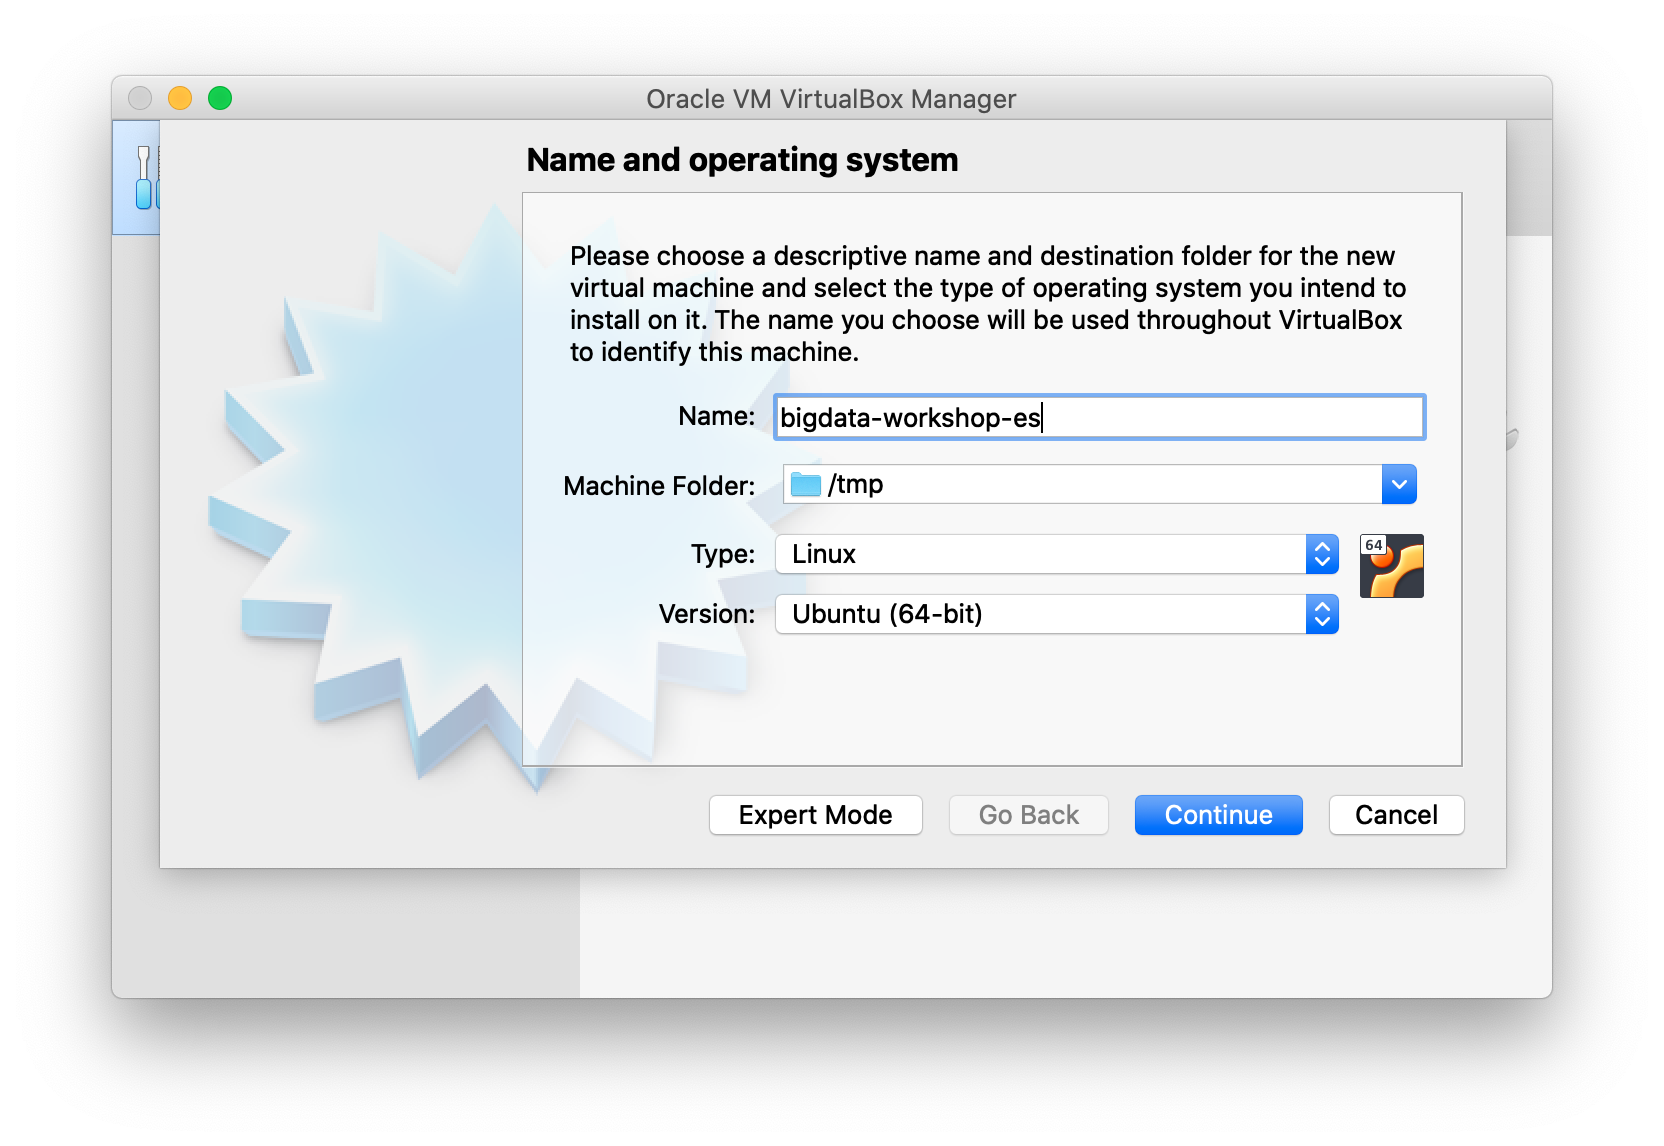 Oracle VM VirtualBox Manager
Name and operating system
Please choose a descriptive name and destination folder for the new
virtual machine and select the type of operating system you intend to
install on it. The name you choose will be used throughout VirtualBox
to identify this machine.
Name: bigdata-workshop-es
Machine Folder: /tmp
Type: Linux
64
Version: Ubuntu (64-bit)
Expert Mode Go Back Continue Cancel